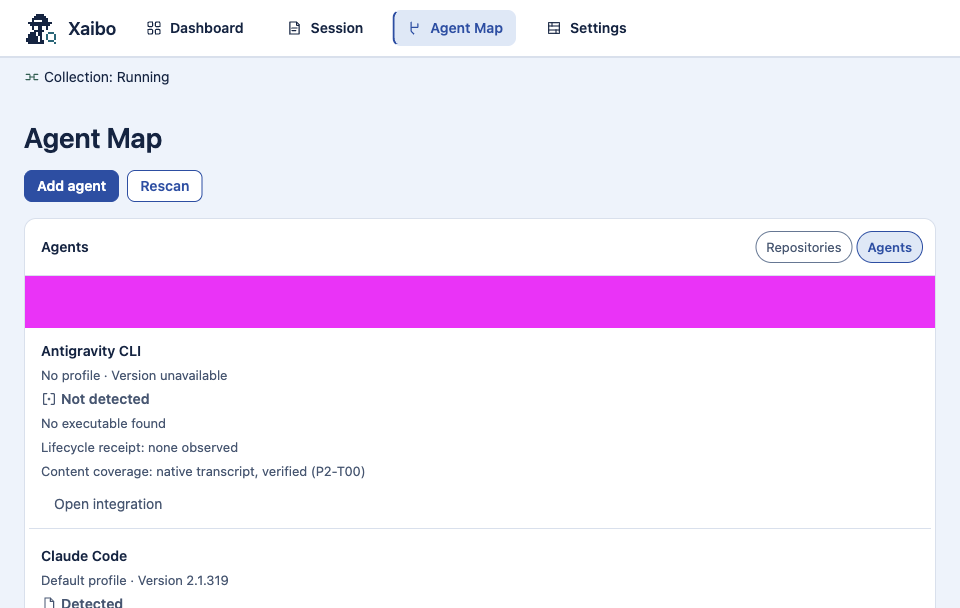 Xaibo
Dashboard
Session
Agent Map
Settings
Collection: Running
Agent Map
Add agent
Rescan
Agents
Repositories
Agents
Antigravity CLI
No profile · Version unavailable
Not detected
No executable found
Lifecycle receipt: none observed
Content coverage: native transcript, verified (P2-T00)
Open integration
Claude Code
Default profile · Version 2.1.319
Detected